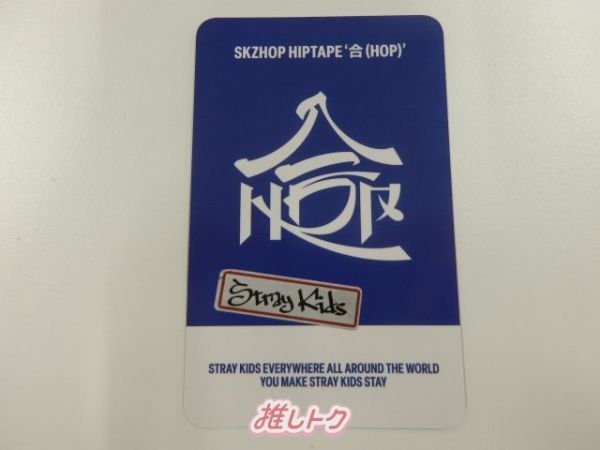 SKZHOP HIPTAPE ‘合 (HOP)’
合
HOP
Stray Kids
STRAY KIDS EVERYWHERE ALL AROUND THE WORLD
YOU MAKE STRAY KIDS STAY
推しトク